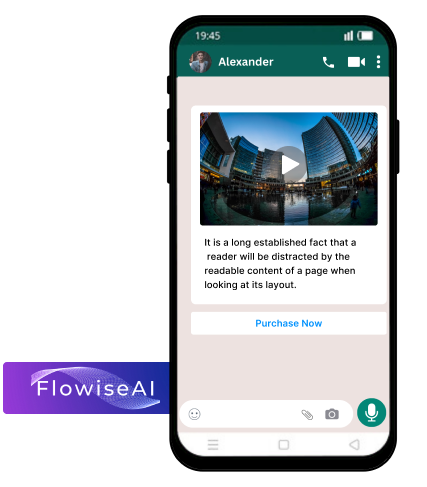 19:45
Alexander
It is a long established fact that a
reader will be distracted by the
readable content of a page when
looking at its layout.
Purchase Now
FlowiseAI